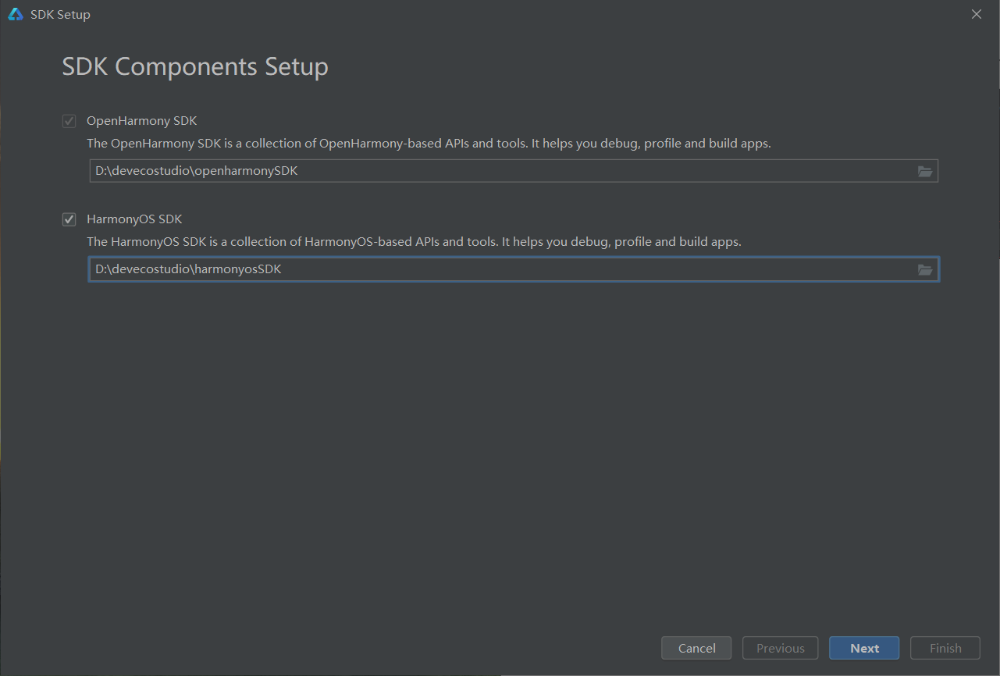 SDK Setup
SDK Components Setup
OpenHarmony SDK
The OpenHarmony SDK is a collection of OpenHarmony-based APIs and tools. It helps you debug, profile and build apps.
D:\devecostudio\openharmonySDK
HarmonyOS SDK
The HarmonyOS SDK is a collection of HarmonyOS-based APIs and tools. It helps you debug, profile and build apps.
D:\devecostudio\harmonyosSDK
Cancel Previous Next Finish